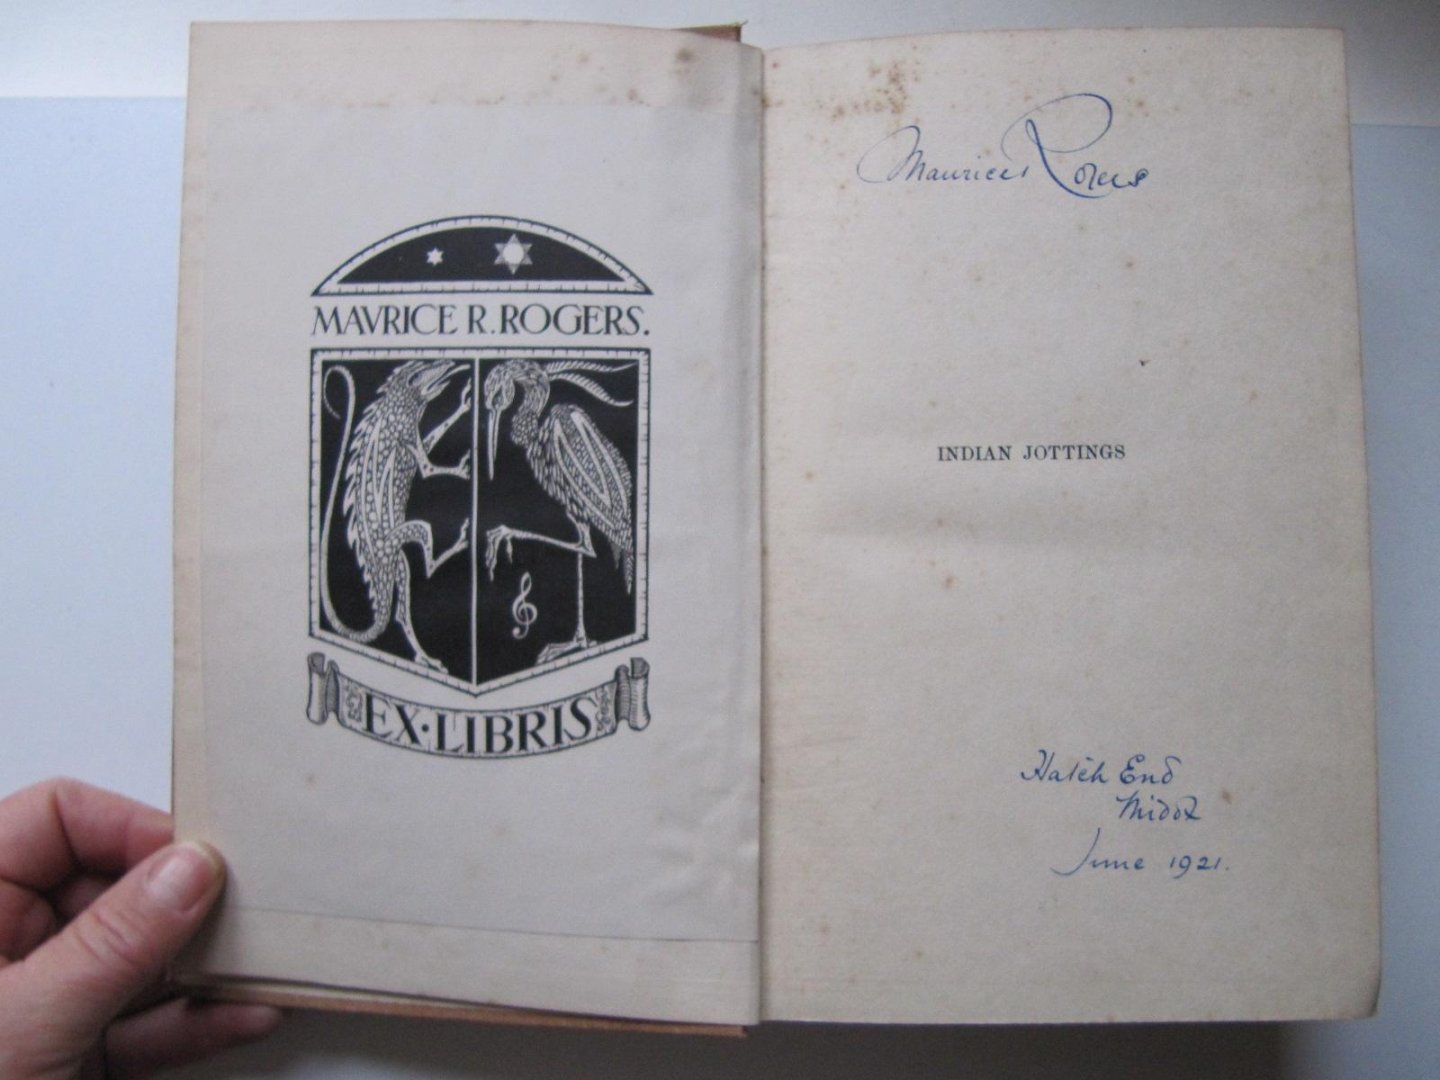 MAVRICE R. ROGERS.
EX·LIBRIS
Maurice Rogers
INDIAN JOTTINGS
Hatch End
Middx
June 1921.